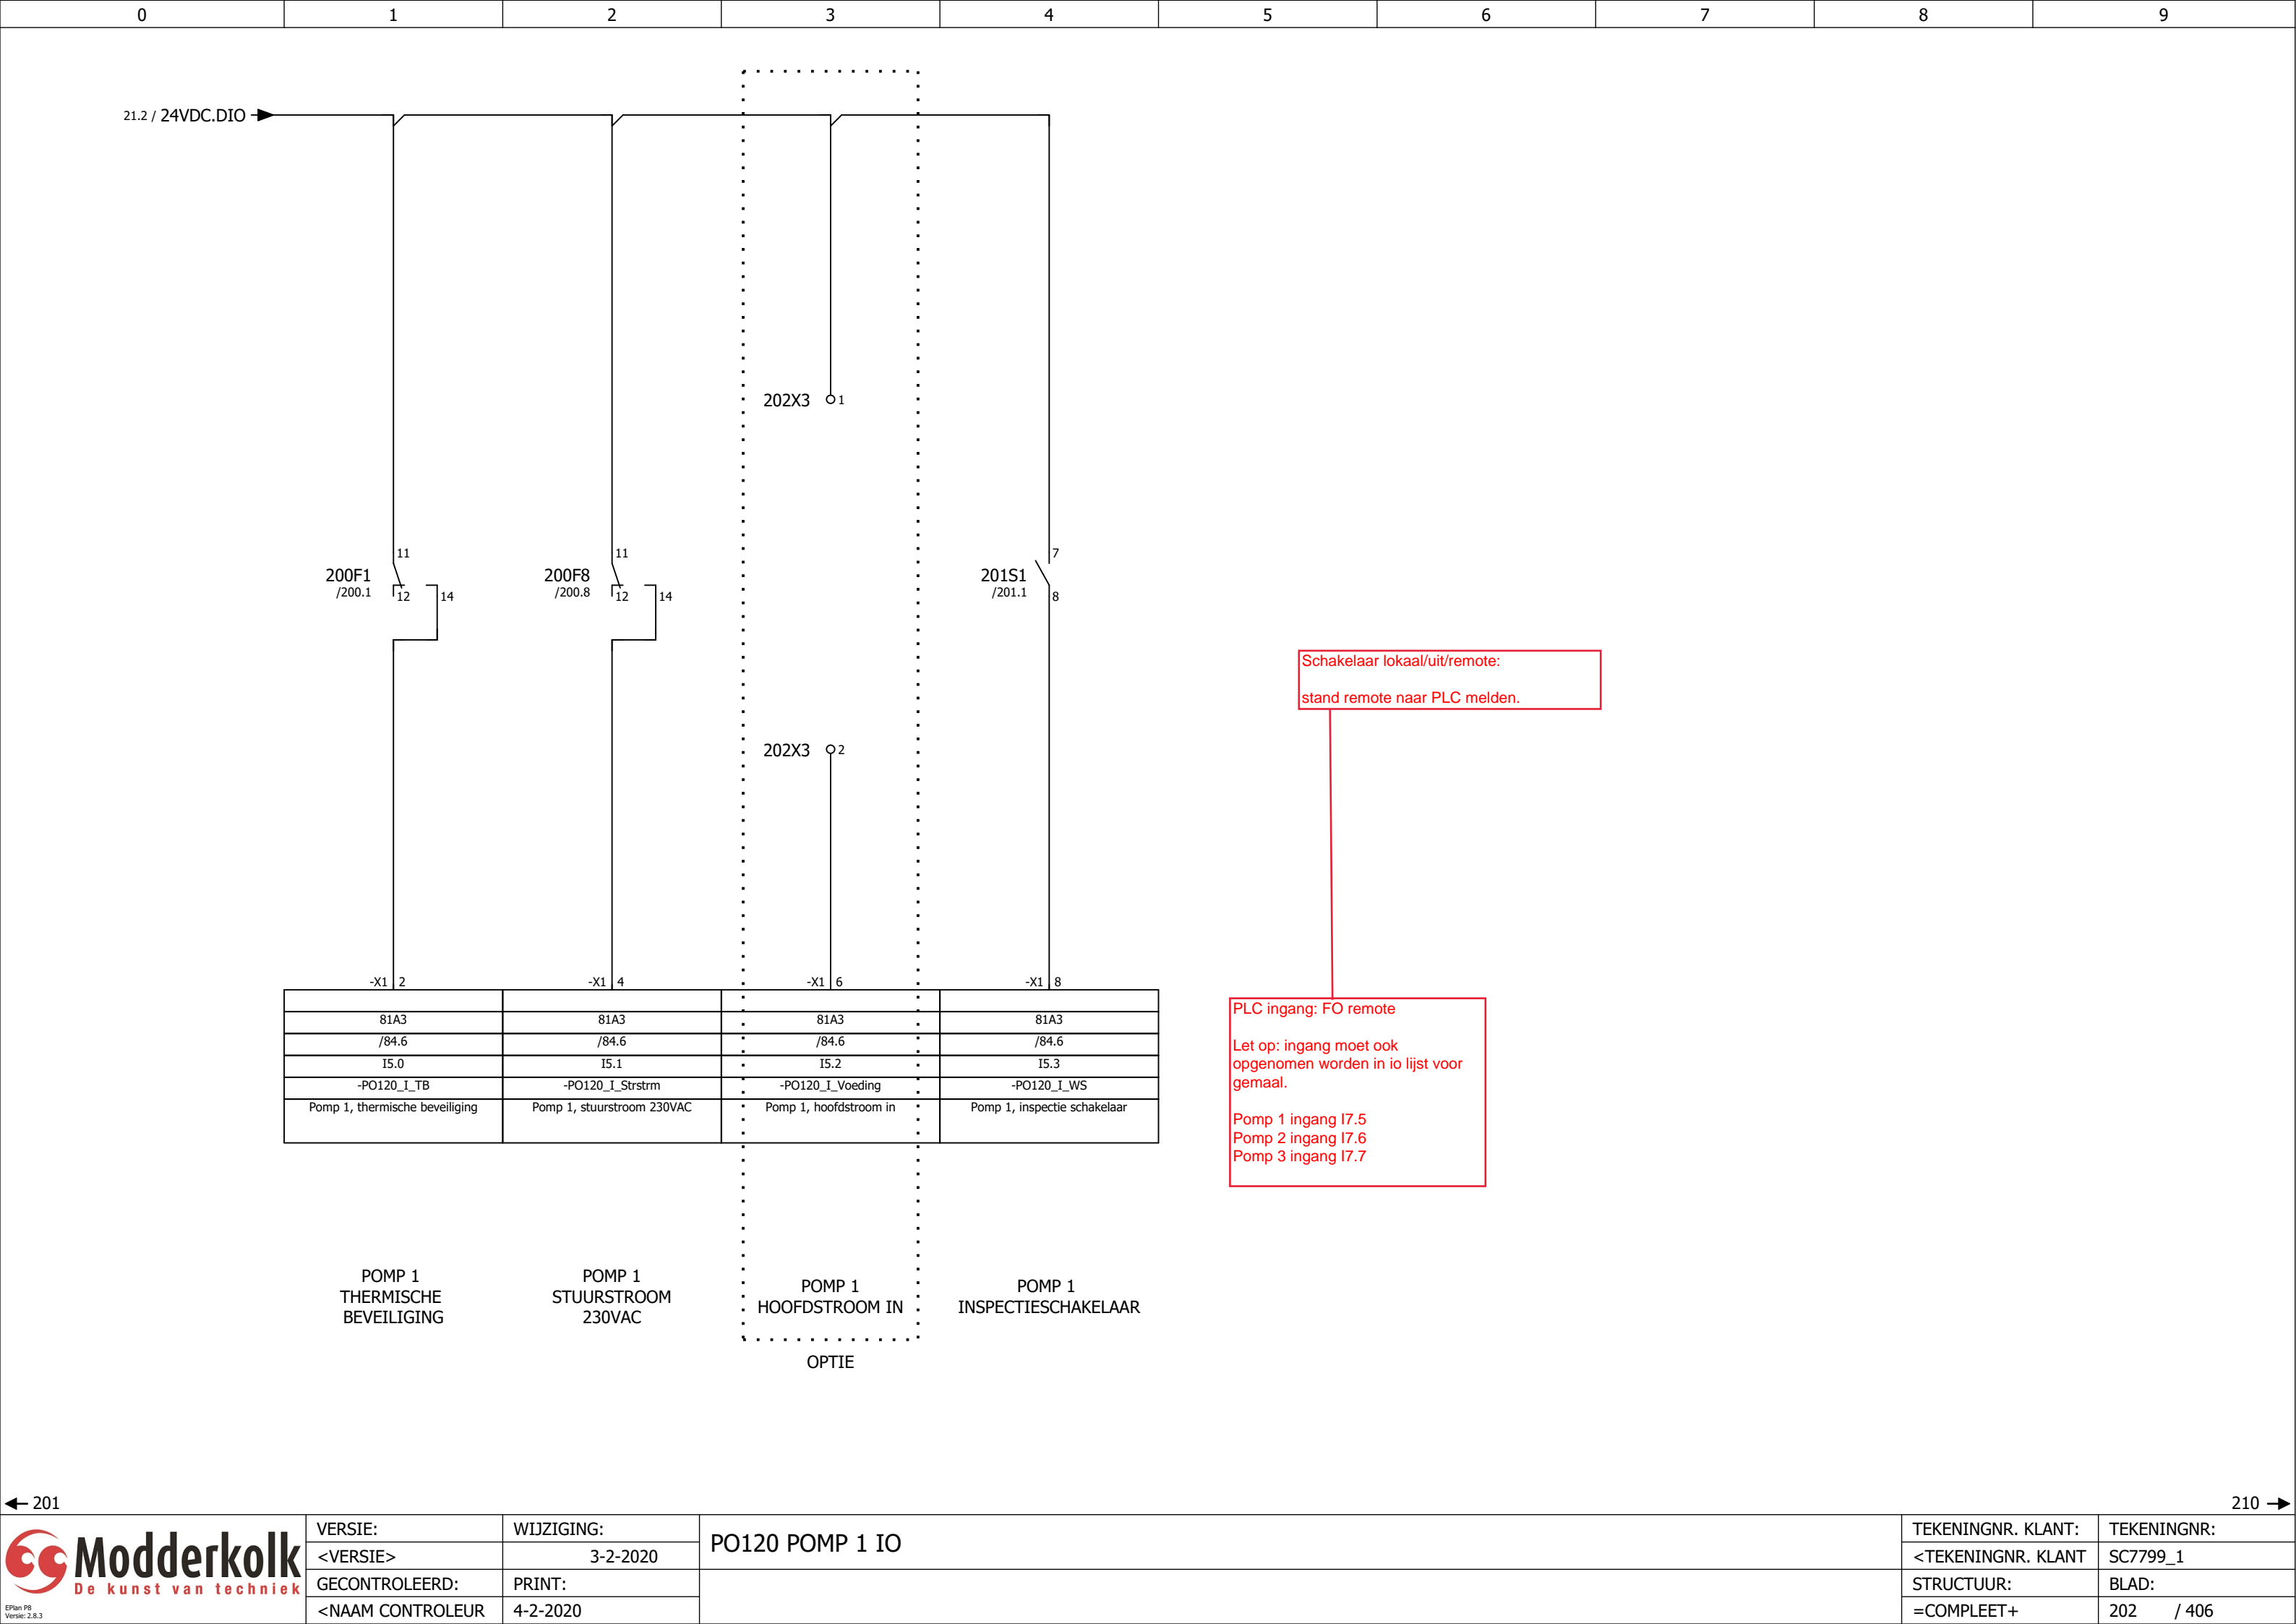 0 1 2 3 4 5 6 7 8 9
21.2 / 24VDC.DIO
202X3 1
11 11 7
200F1 200F8 201S1
/200.1 /200.8 /201.1
12 14 12 14 8
Schakelaar lokaal/uit/remote:
stand remote naar PLC melden.
202X3 2
-X1 2 -X1 4 -X1 6 -X1 8
81A3 81A3 81A3 81A3
/84.6 /84.6 /84.6 /84.6
I5.0 I5.1 I5.2 I5.3
-PO120_I_TB -PO120_I_Strstrm -PO120_I_Voeding -PO120_I_WS
Pomp 1, thermische beveiliging Pomp 1, stuurstroom 230VAC Pomp 1, hoofdstroom in Pomp 1, inspectie schakelaar
PLC ingang: FO remote
Let op: ingang moet ook
opgenomen worden in io lijst voor
gemaal.
Pomp 1 ingang I7.5
Pomp 2 ingang I7.6
Pomp 3 ingang I7.7
POMP 1
THERMISCHE
BEVEILIGING
POMP 1
STUURSTROOM
230VAC
POMP 1
HOOFDSTROOM IN
POMP 1
INSPECTIESCHAKELAAR
OPTIE
201
210
Modderkolk
De kunst van techniek
EPlan P8
Versie: 2.8.3
VERSIE: WIJZIGING:
<VERSIE> 3-2-2020
GECONTROLEERD: PRINT:
<NAAM CONTROLEUR 4-2-2020
PO120 POMP 1 IO
TEKENINGNR. KLANT: TEKENINGNR:
<TEKENINGNR. KLANT SC7799_1
STRUCTUUR: BLAD:
=COMPLEET+ 202 / 406